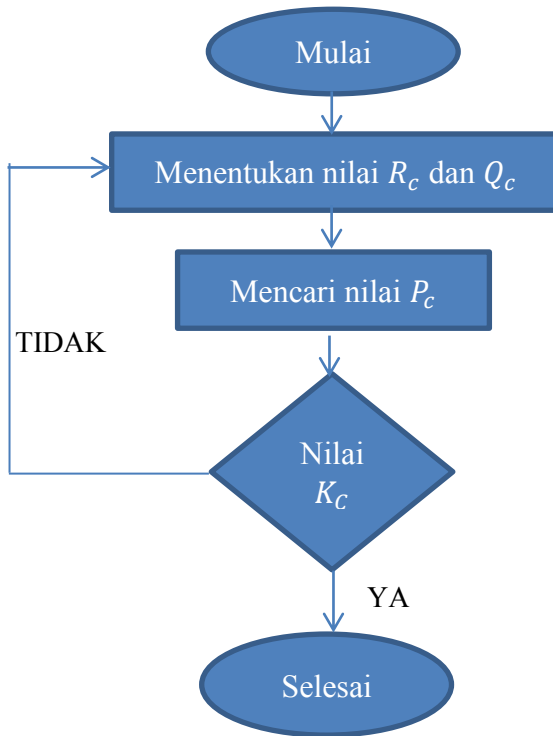 Mulai
Menentukan nilai R_c dan Q_c
Mencari nilai P_c
TIDAK
Nilai
K_C
YA
Selesai